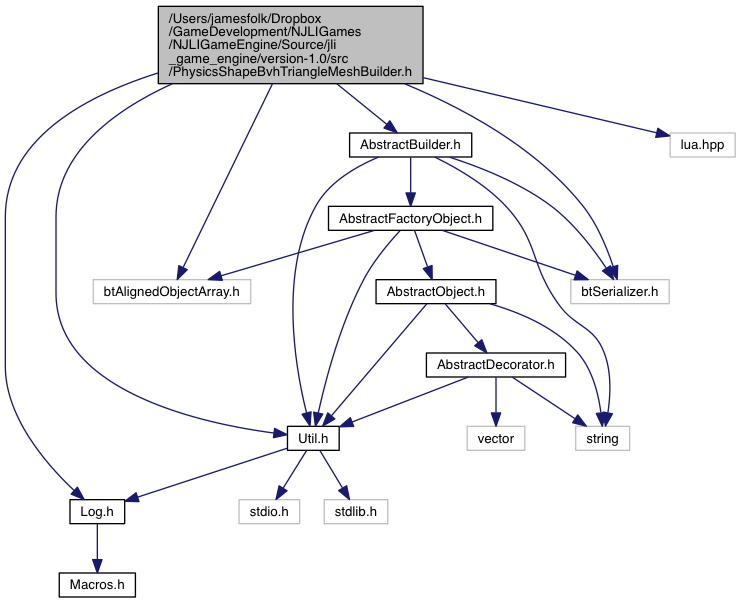 /Users/jamesfolk/Dropbox
/GameDevelopment/NJLIGames
/NJLIGameEngine/Source/jli
_game_engine/version-1.0/src
/PhysicsShapeBvhTriangleMeshBuilder.h
AbstractBuilder.h
lua.hpp
AbstractFactoryObject.h
btAlignedObjectArray.h
AbstractObject.h
btSerializer.h
AbstractDecorator.h
Util.h
vector
string
Log.h
stdio.h
stdlib.h
Macros.h